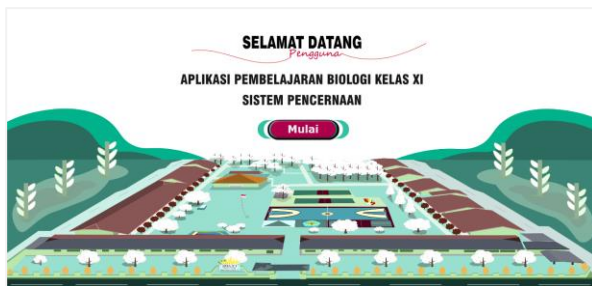 SELAMAT DATANG
Pengguna
APLIKASI PEMBELAJARAN BIOLOGI KELAS XI
SISTEM PENCERNAAN
Mulai